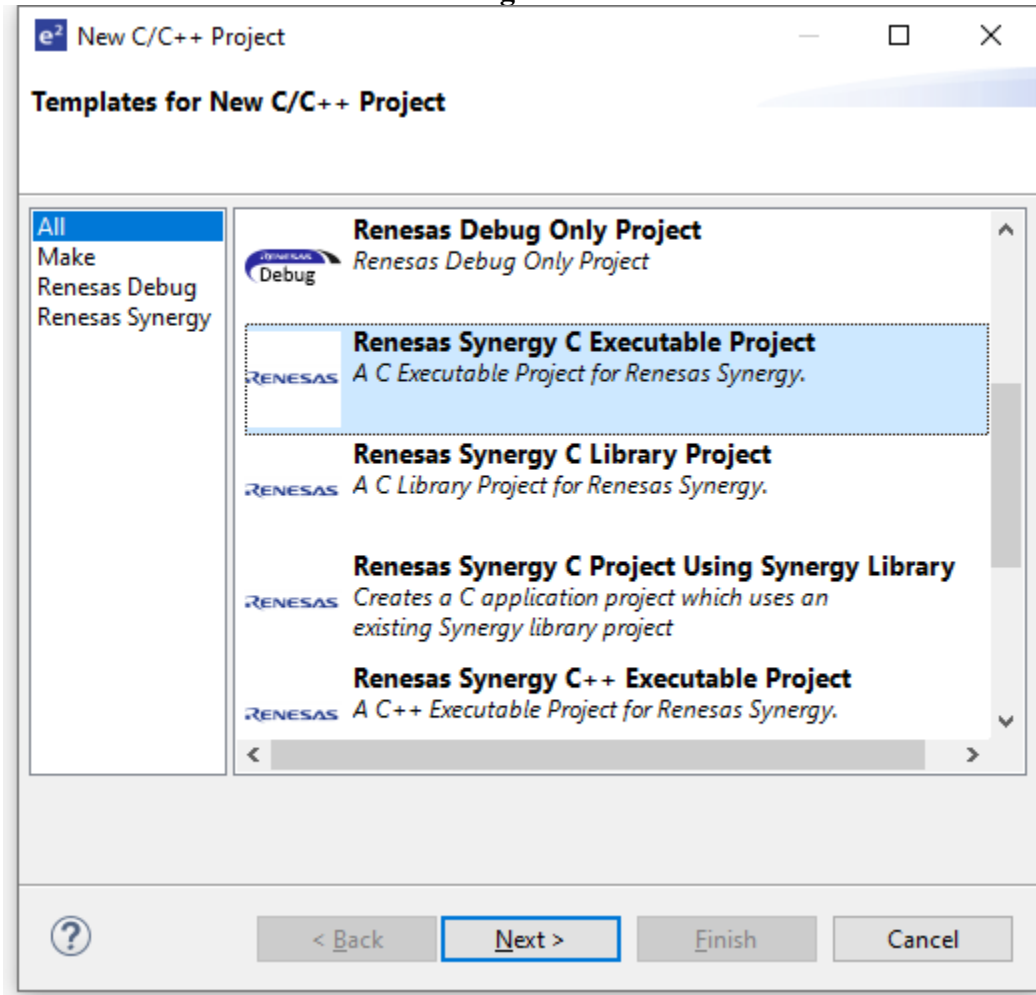 g
e² New C/C++ Project
Templates for New C/C++ Project
All
Make
Renesas Debug
Renesas Synergy
RENESAS
Debug
Renesas Debug Only Project
Renesas Debug Only Project
RENESAS
Renesas Synergy C Executable Project
A C Executable Project for Renesas Synergy.
RENESAS
Renesas Synergy C Library Project
A C Library Project for Renesas Synergy.
RENESAS
Renesas Synergy C Project Using Synergy Library
Creates a C application project which uses an
existing Synergy library project
RENESAS
Renesas Synergy C++ Executable Project
A C++ Executable Project for Renesas Synergy.
? < Back Next > Finish Cancel